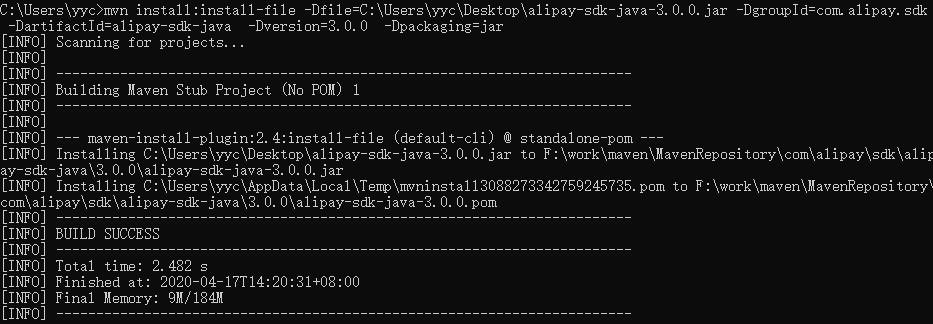 C:\Users\yyc>mvn install:install-file -Dfile=C:\Users\yyc\Desktop\alipay-sdk-java-3.0.0.jar -DgroupId=com.alipay.sdk
 -DartifactId=alipay-sdk-java  -Dversion=3.0.0  -Dpackaging=jar
[INFO] Scanning for projects...
[INFO]
[INFO] ------------------------------------------------------------------------
[INFO] Building Maven Stub Project (No POM) 1
[INFO] ------------------------------------------------------------------------
[INFO]
[INFO] --- maven-install-plugin:2.4:install-file (default-cli) @ standalone-pom ---
[INFO] Installing C:\Users\yyc\Desktop\alipay-sdk-java-3.0.0.jar to F:\work\maven\MavenRepository\com\alipay\sdk\alip
ay-sdk-java\3.0.0\alipay-sdk-java-3.0.0.jar
[INFO] Installing C:\Users\yyc\AppData\Local\Temp\mvninstall3088273342759245735.pom to F:\work\maven\MavenRepository\
com\alipay\sdk\alipay-sdk-java\3.0.0\alipay-sdk-java-3.0.0.pom
[INFO] ------------------------------------------------------------------------
[INFO] BUILD SUCCESS
[INFO] ------------------------------------------------------------------------
[INFO] Total time: 2.482 s
[INFO] Finished at: 2020-04-17T14:20:31+08:00
[INFO] Final Memory: 9M/184M
[INFO] ------------------------------------------------------------------------